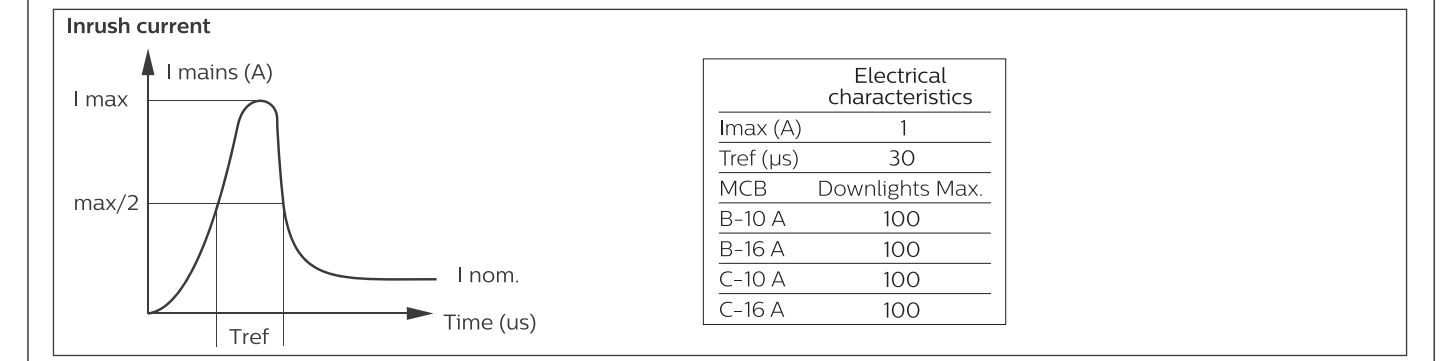 Inrush current
I mains (A)
I max
max/2
I nom.
Time (us)
Tref
Electrical
characteristics
Imax (A) 1
Tref (µs) 30
MCB Downlights Max.
B-10 A 100
B-16 A 100
C-10 A 100
C-16 A 100